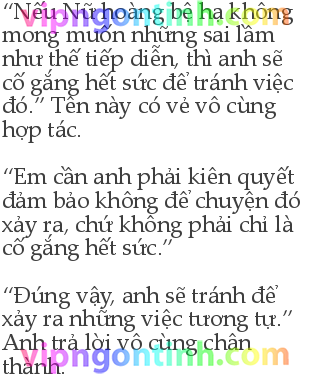 “Nếu Nữ hoàng bệ hạ không
vipngontinh.com
mong muốn những sai lầm
như thế tiếp diễn, thì anh sẽ
cố gắng hết sức để tránh việc
đó.” Tên này có vẻ vô cùng
hợp tác.
“Em cần anh phải kiên quyết
đảm bảo không để chuyện đó
xảy ra, chứ không phải chỉ là
cố gắng hết sức.”
“Đúng vậy, anh sẽ tránh để
xảy ra những việc tương tự.”
Anh trả lời vô cùng chân
vipngontinh.com
thành.